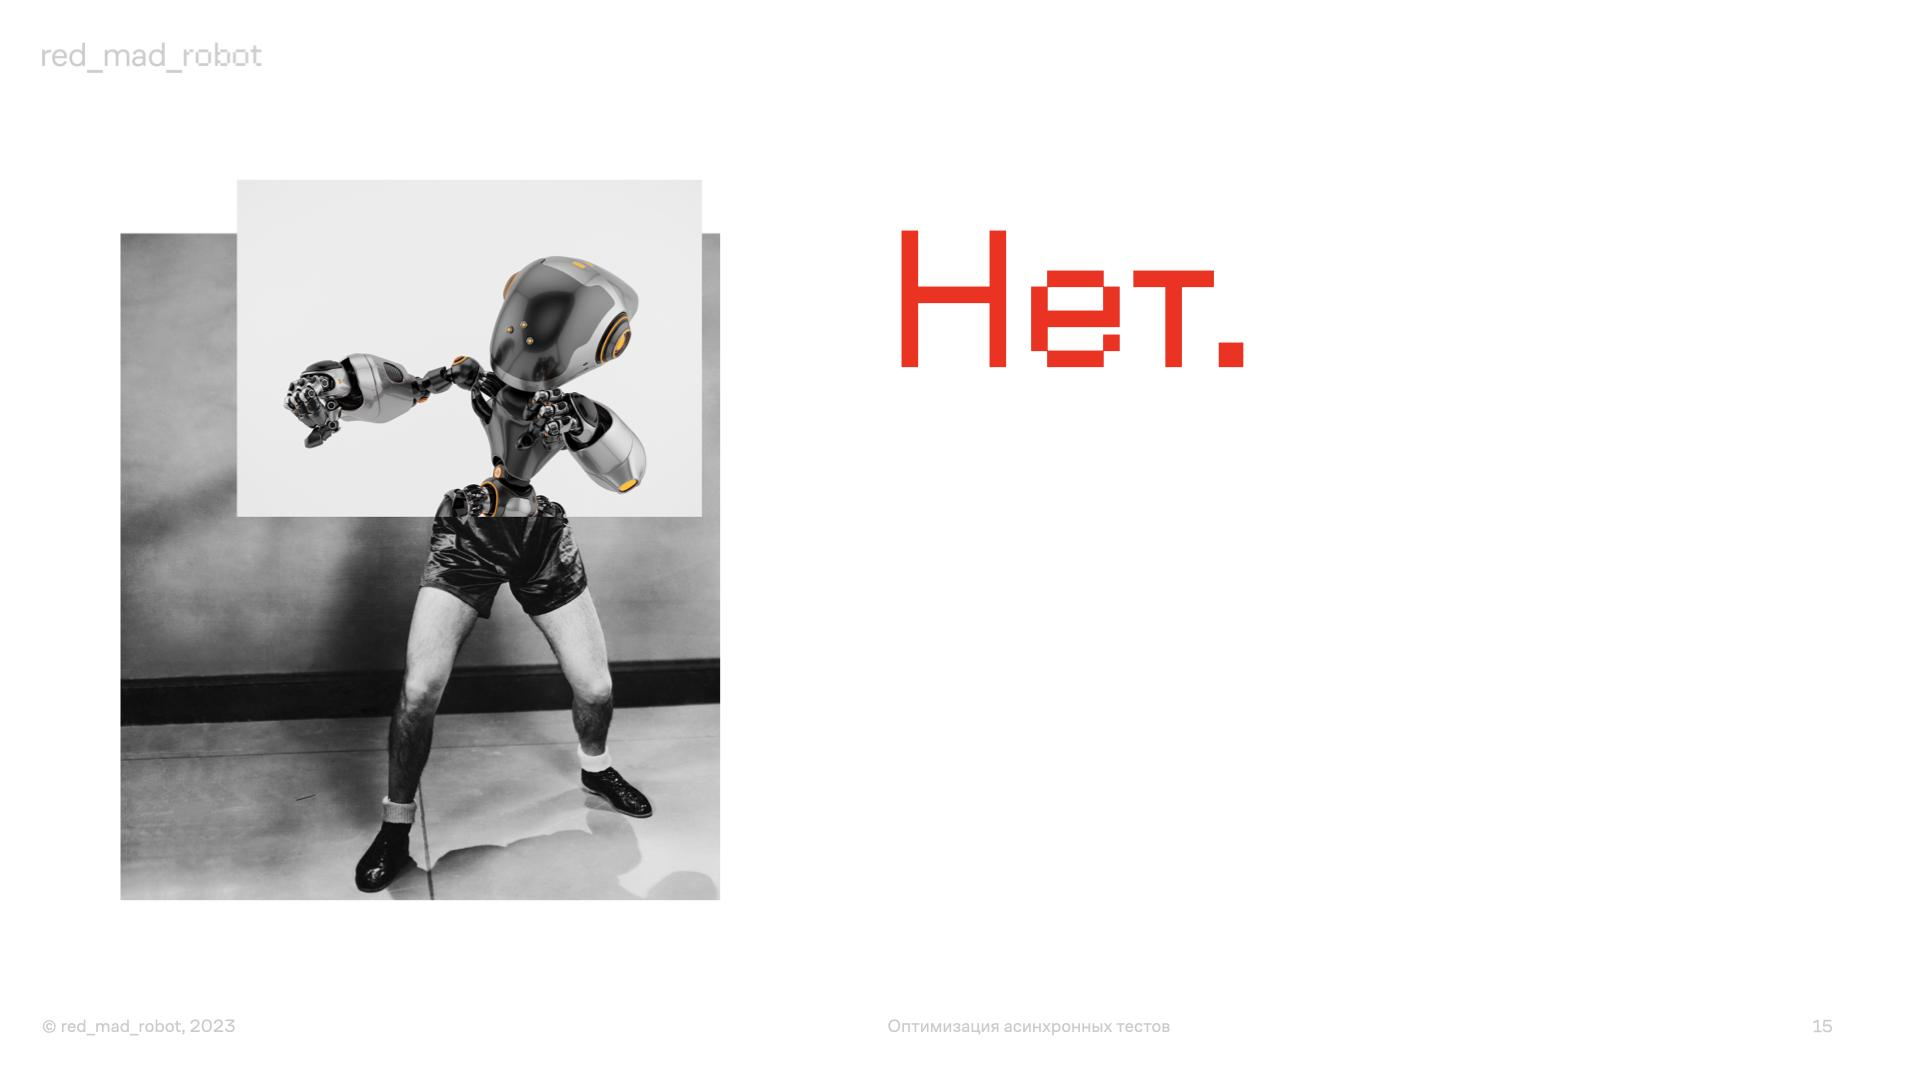 red_mad_robot
Нет.
© red_mad_robot, 2023
Оптимизация асинхронных тестов
15